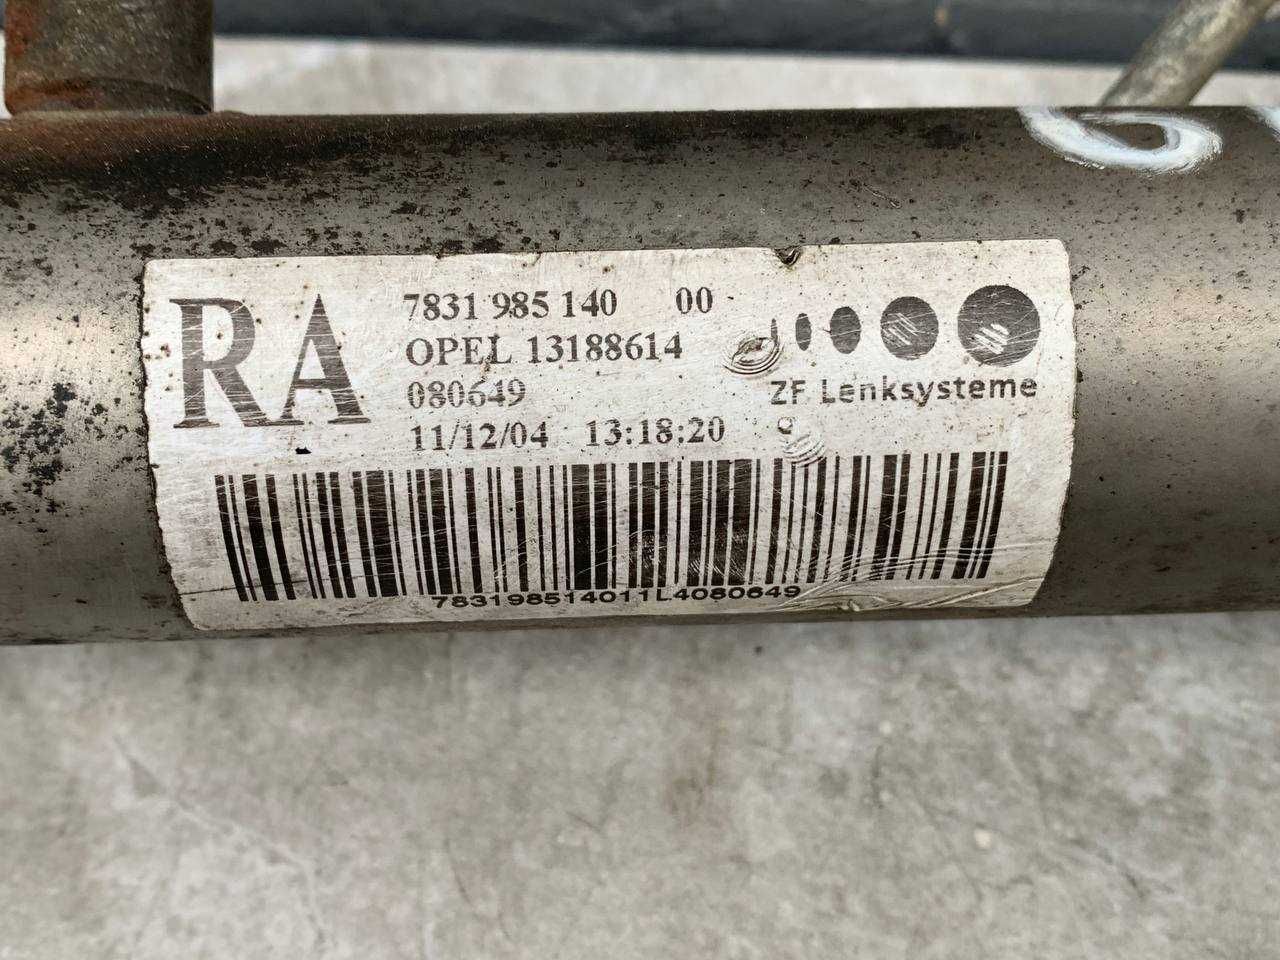 RA
7831 985 140 00
OPEL 13188614
080649
11/12/04 13:18:20
ZF Lenksysteme
783198514011L4080649